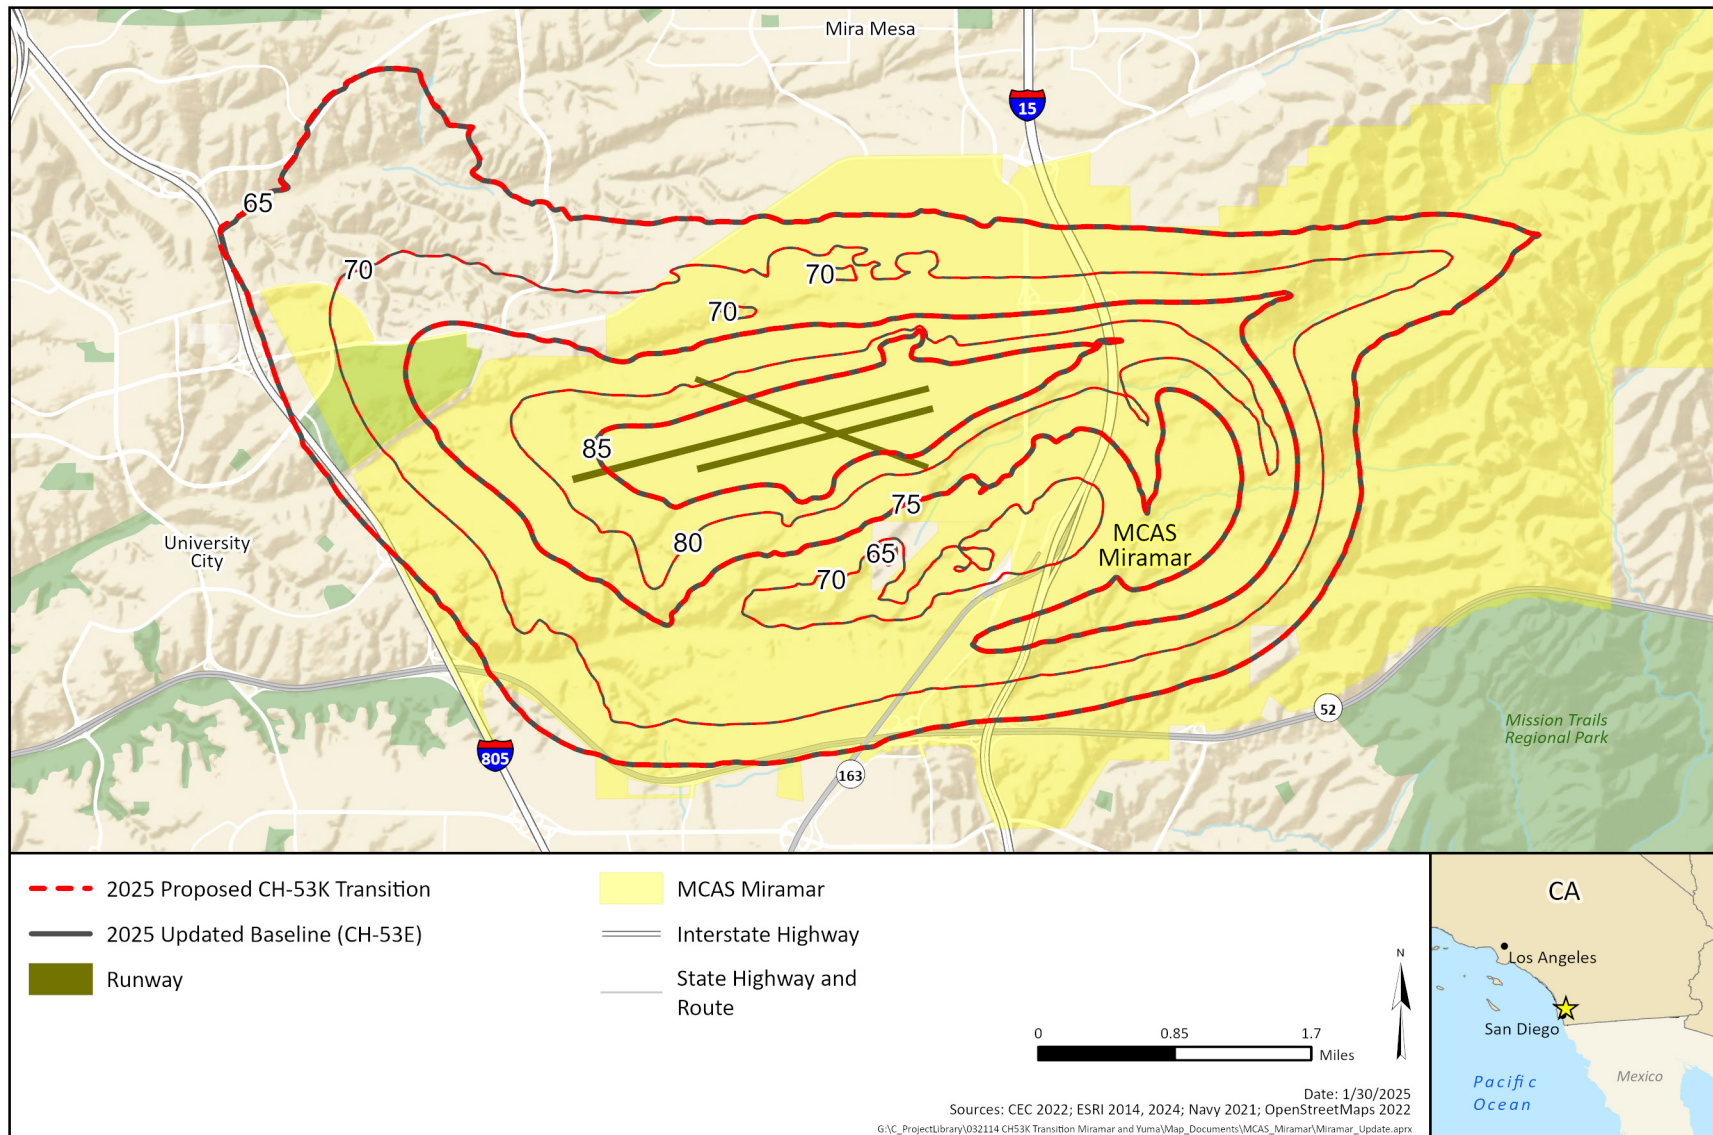 Mira Mesa
15
65
70
70
70
85
75
80
65
70
MCAS
Miramar
University
City
52
Mission Trails
Regional Park
805
163
2025 Proposed CH-53K Transition
2025 Updated Baseline (CH-53E)
Runway
MCAS Miramar
Interstate Highway
State Highway and
Route
N
0 0.85 1.7
Miles
Date: 1/30/2025
Sources: CEC 2022; ESRI 2014, 2024; Navy 2021; OpenStreetMaps 2022
G:\C_ProjectLibrary\032114 CH53K Transition Miramar and Yuma\Map_Documents\MCAS_Miramar\Miramar_Update.aprx
CA
Los Angeles
San Diego
Pacific
Ocean
Mexico